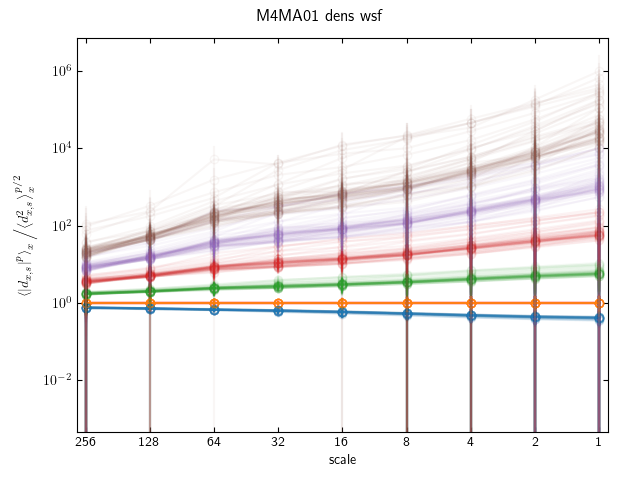 M4MA01 dens wsf
10^6
10^4
10^2
10^0
10^−2
⟨|d_{x,s}|^p⟩_x / ⟨d_{x,s}^2⟩_x^{p/2}
256 128 64 32 16 8 4 2 1
scale